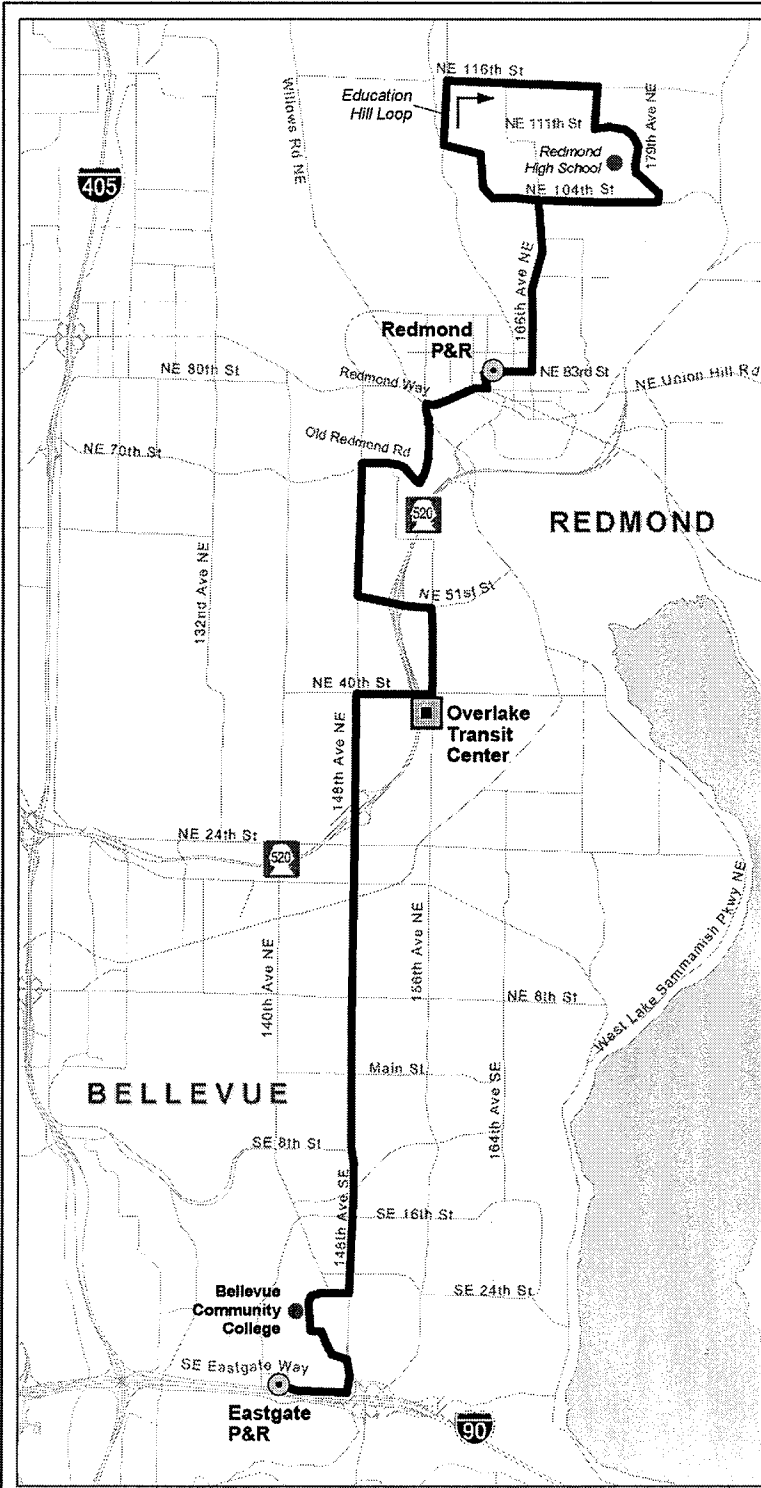 NE 116th St
Willows Rd NE
Education
Hill Loop
NE 111th St
179th Ave NE
Redmond
High School
405
NE 104th St
166th Ave NE
Redmond
P&R
NE 80th St
Redmond Way
NE 83rd St
NE Union Hill Rd
Old Redmond Rd
NE 70th St
520
REDMOND
132nd Ave NE
NE 51st St
NE 40th St
Overlake
Transit
Center
148th Ave NE
NE 24th St
520
140th Ave NE
156th Ave NE
West Lake Sammamish Pkwy NE
NE 8th St
Main St
BELLEVUE
164th Ave SE
SE 8th St
148th Ave SE
SE 16th St
Bellevue
Community
College
SE 24th St
SE Eastgate Way
Eastgate
P&R
90